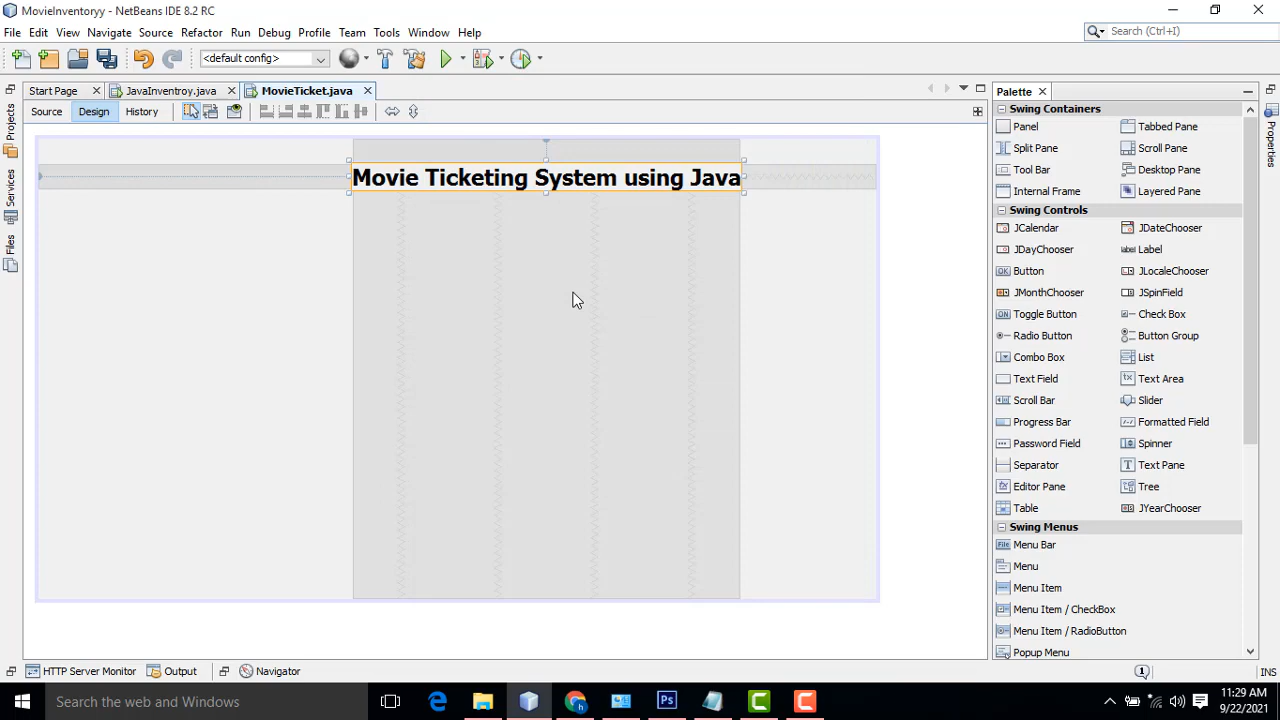 MovieInventoryy - NetBeans IDE 8.2 RC
File Edit View Navigate Source Refactor Run Debug Profile Team Tools Window Help
Search (Ctrl+I)
<default config>
Start Page JavaInventroy.java MovieTicket.java
Source Design History
Projects
Services
Files
Movie Ticketing System using Java
Palette
Properties
Swing Containers
Panel Tabbed Pane
Split Pane Scroll Pane
Tool Bar Desktop Pane
Internal Frame Layered Pane
Swing Controls
JCalendar JDateChooser
JDayChooser label Label
OK Button JLocaleChooser
JMonthChooser JSpinField
Toggle Button Check Box
Radio Button Button Group
Combo Box List
Text Field Text Area
Scroll Bar Slider
Progress Bar Formatted Field
Password Field Spinner
Separator Text Pane
Editor Pane Tree
Table JYearChooser
Swing Menus
File Menu Bar
Menu
Menu Item
Menu Item / CheckBox
Menu Item / RadioButton
Popup Menu
HTTP Server Monitor Output Navigator
1 INS
Search the web and Windows
Ps
11:29 AM
9/22/2021